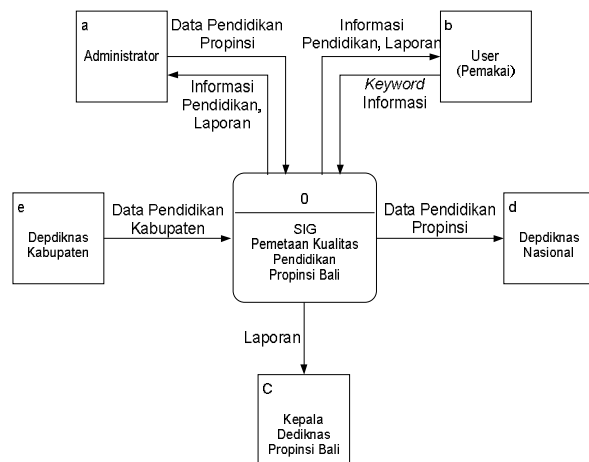 a
Administrator
Data Pendidikan
Propinsi
Informasi
Pendidikan,
Laporan
Informasi
Pendidikan, Laporan
Keyword
Informasi
b
User
(Pemakai)
e
Depdiknas
Kabupaten
Data Pendidikan
Kabupaten
0
SIG
Pemetaan Kualitas
Pendidikan
Propinsi Bali
Data Pendidikan
Propinsi
d
Depdiknas
Nasional
Laporan
C
Kepala
Dediknas
Propinsi Bali